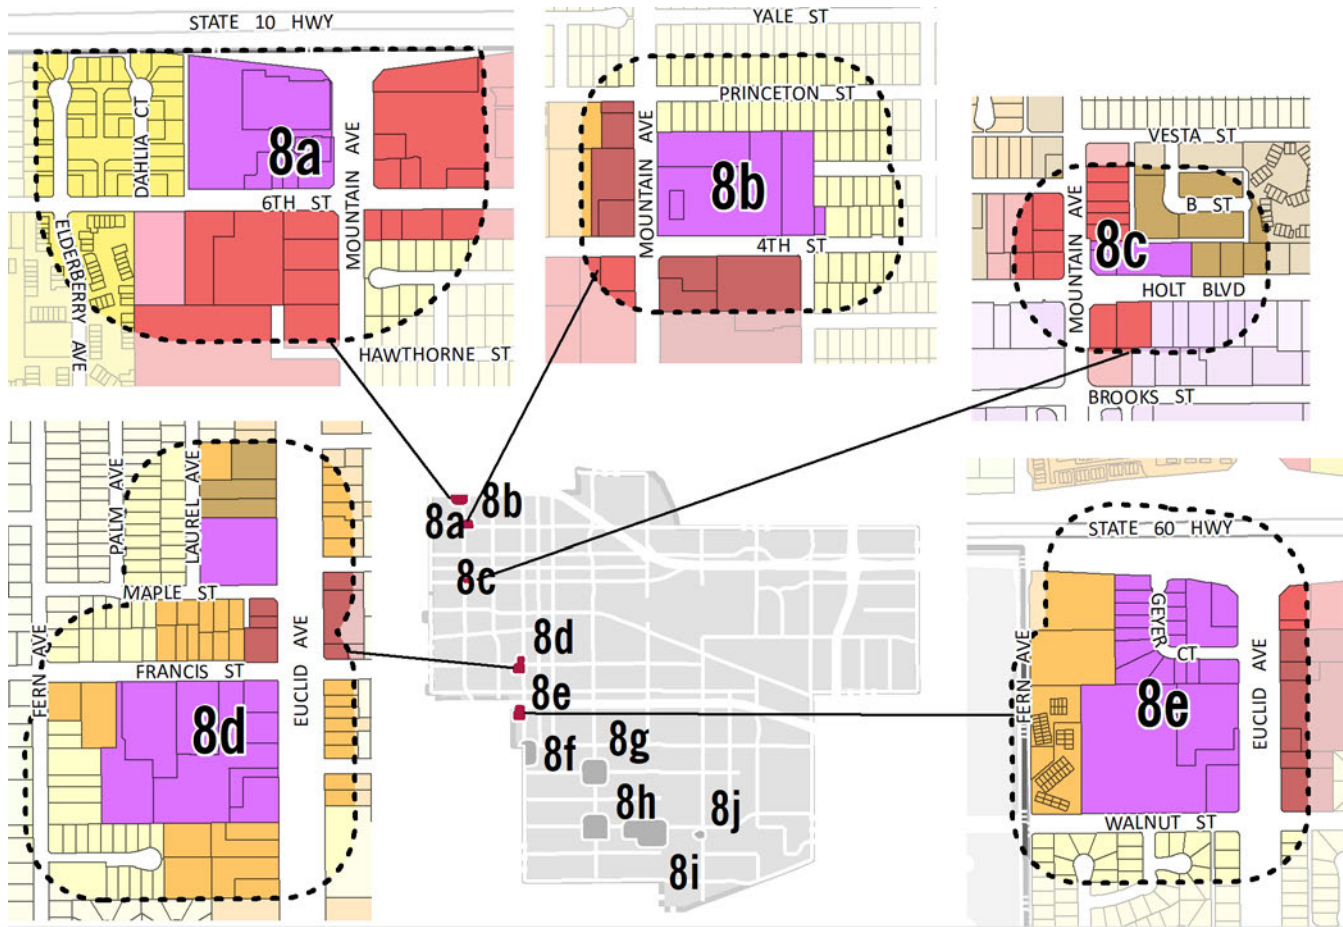 STATE 10 HWY
DAHLIA CT
8a
MOUNTAIN AVE
6TH ST
ELDERBERRY AVE
HAWTHORNE ST
YALE ST
PRINCETON ST
MOUNTAIN AVE
8b
4TH ST
VESTA ST
MOUNTAIN AVE
B ST
8c
HOLT BLVD
BROOKS ST
PALM AVE
LAUREL AVE
MAPLE ST
FERN AVE
EUCLID AVE
FRANCIS ST
8d
8b
8a
8c
8d
8e
8f
8g
8h
8j
8i
STATE 60 HWY
GEYER CT
FERN AVE
8e
EUCLID AVE
WALNUT ST